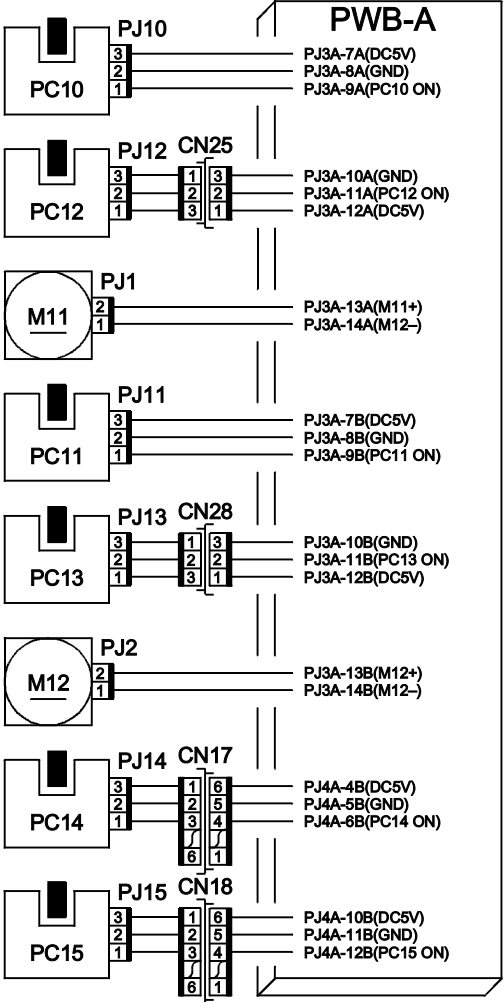 PWB-A
PJ10
3 PJ3A-7A(DC5V)
2 PJ3A-8A(GND)
PC10 1 PJ3A-9A(PC10 ON)
PJ12 CN25
3 1 3 PJ3A-10A(GND)
2 2 2 PJ3A-11A(PC12 ON)
PC12 1 3 1 PJ3A-12A(DC5V)
PJ1
2 PJ3A-13A(M11+)
M11 1 PJ3A-14A(M12–)
PJ11
3 PJ3A-7B(DC5V)
2 PJ3A-8B(GND)
PC11 1 PJ3A-9B(PC11 ON)
PJ13 CN28
3 1 3 PJ3A-10B(GND)
2 2 2 PJ3A-11B(PC13 ON)
PC13 1 3 1 PJ3A-12B(DC5V)
PJ2
2 PJ3A-13B(M12+)
M12 1 PJ3A-14B(M12–)
PJ14 CN17
3 1 6 PJ4A-4B(DC5V)
2 2 5 PJ4A-5B(GND)
PC14 1 3 4 PJ4A-6B(PC14 ON)
6 1
PJ15 CN18
3 1 6 PJ4A-10B(DC5V)
2 2 5 PJ4A-11B(GND)
PC15 1 3 4 PJ4A-12B(PC15 ON)
6 1